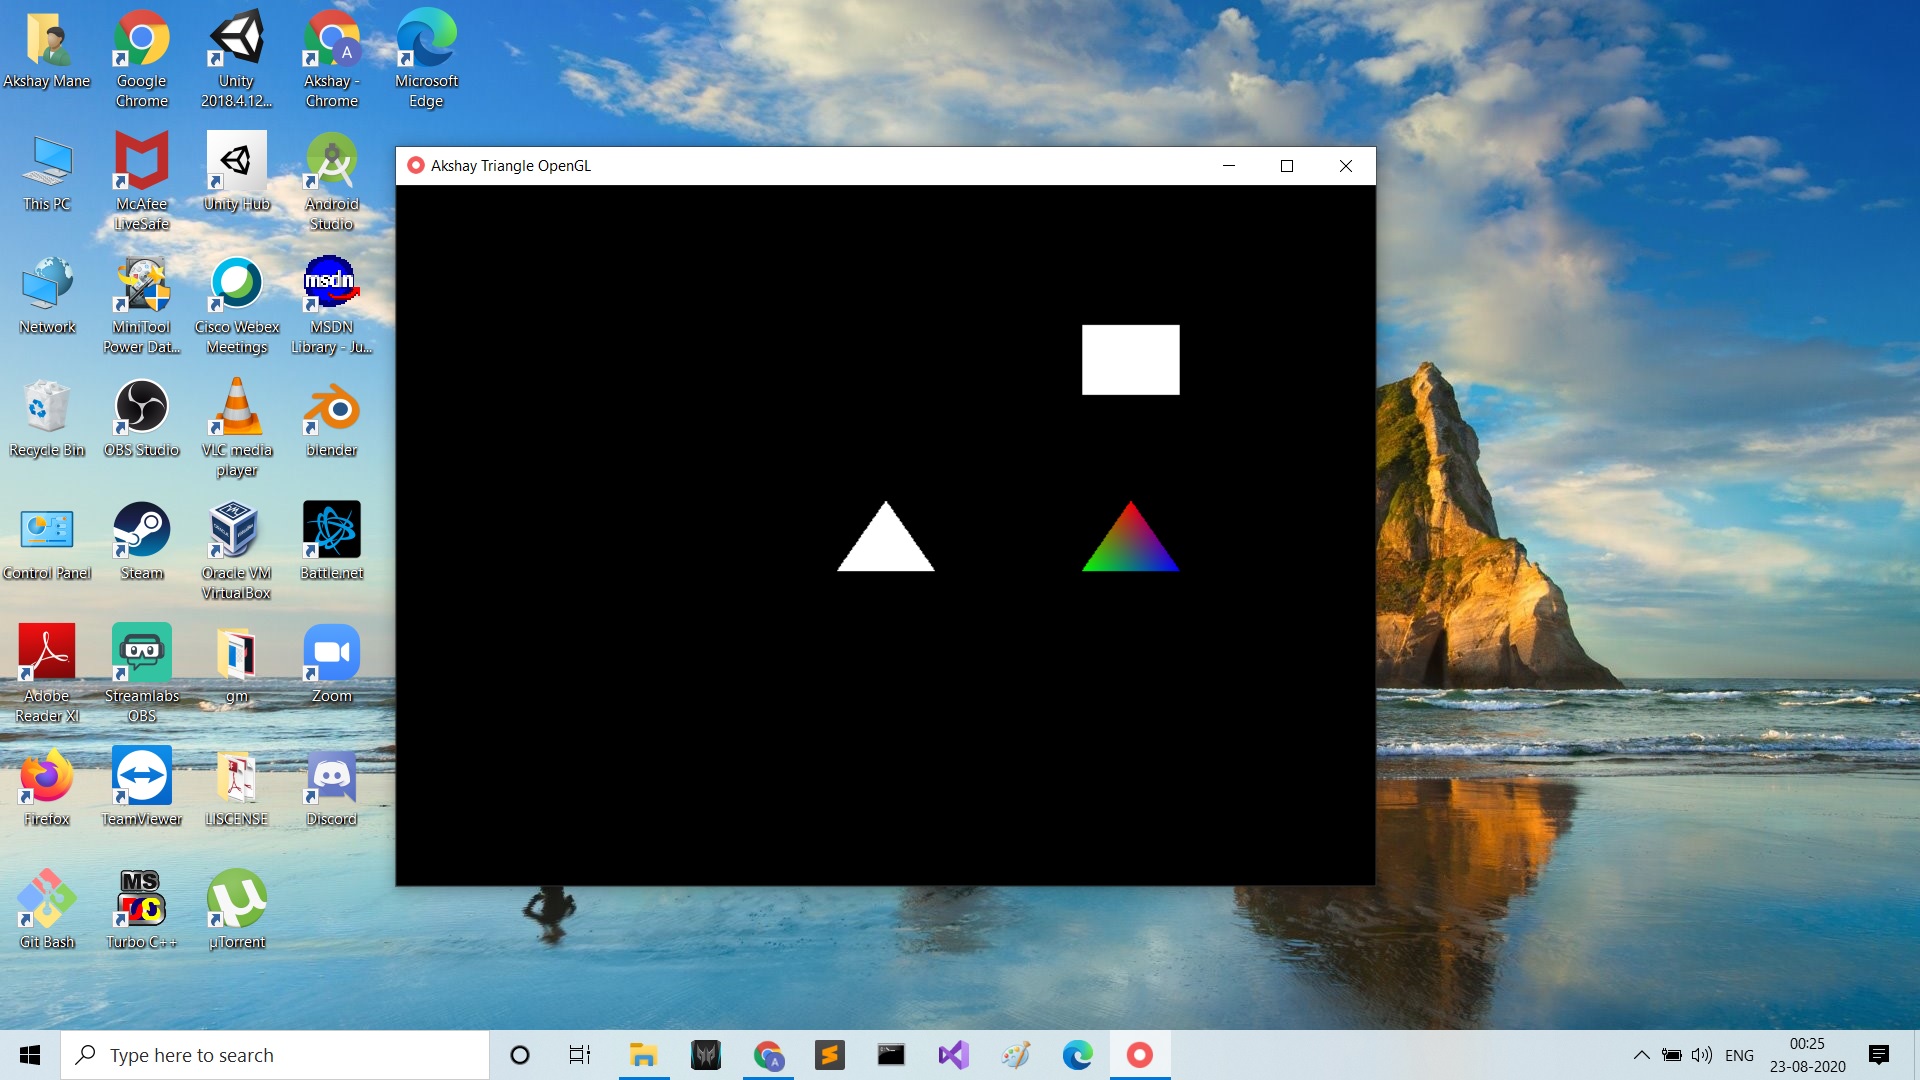 Akshay Mane
Google
Chrome
Unity
2018.4.12...
A
Akshay -
Chrome
Microsoft
Edge
Akshay Triangle OpenGL
This PC
McAfee
LiveSafe
Unity Hub
Android
Studio
Network
MiniTool
Power Dat...
Cisco Webex
Meetings
msdn
MSDN
Library - Ju...
Recycle Bin
OBS Studio
VLC media
player
blender
Control Panel
Steam
Oracle VM
VirtualBox
Battle.net
Adobe
Reader XI
Streamlabs
OBS
gm
Zoom
Firefox
TeamViewer
LISCENSE
Discord
Git Bash
MS
Turbo C++
µTorrent
Type here to search
A
ENG
00:25
23-08-2020